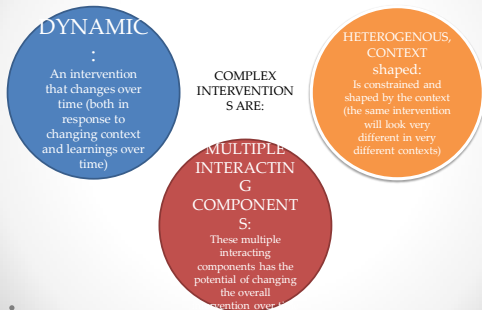 DYNAMIC
:
An intervention
that changes over
time (both in
response to
changing context
and learnings over
time)
COMPLEX
INTERVENTION
S ARE:
HETEROGENOUS,
CONTEXT
shaped:
Is constrained and
shaped by the context
(the same intervention
will look very
different in very
different contexts)
MULTIPLE
INTERACTIN
G
COMPONENT
S:
These multiple
interacting
components has the
potential of changing
the overall
over